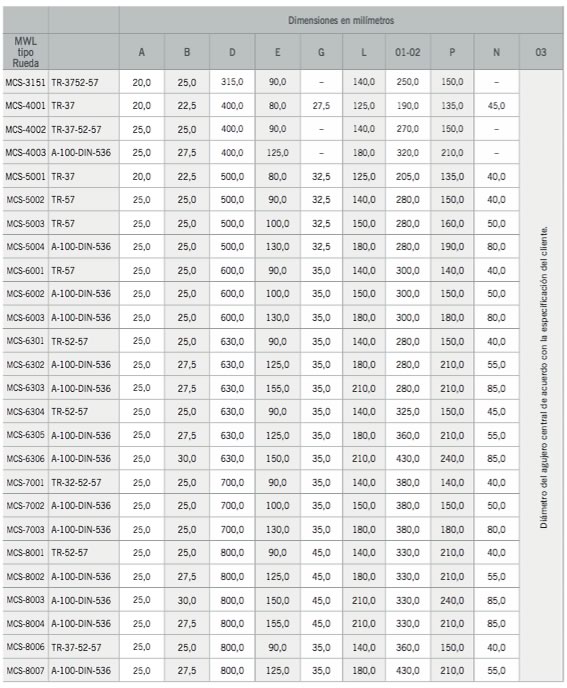 Dimensiones en milímetros
MWL
tipo
Rueda
A B D E G L 01-02 P N 03
MCS-3151 TR-3752-57 20,0 25,0 315,0 90,0 – 140,0 250,0 150,0 –
MCS-4001 TR-37 20,0 22,5 400,0 80,0 27,5 125,0 190,0 135,0 45,0
MCS-4002 TR-37-52-57 25,0 25,0 400,0 90,0 – 140,0 270,0 150,0 –
MCS-4003 A-100-DIN-536 25,0 27,5 400,0 125,0 – 180,0 320,0 210,0 –
MCS-5001 TR-37 20,0 22,5 500,0 80,0 32,5 125,0 205,0 135,0 40,0
MCS-5002 TR-57 25,0 25,0 500,0 90,0 32,5 140,0 280,0 150,0 40,0
MCS-5003 TR-57 25,0 25,0 500,0 100,0 32,5 150,0 280,0 160,0 50,0
MCS-5004 A-100-DIN-536 25,0 25,0 500,0 130,0 32,5 180,0 280,0 190,0 80,0
MCS-6001 TR-57 25,0 25,0 600,0 90,0 35,0 140,0 300,0 140,0 40,0
MCS-6002 A-100-DIN-536 25,0 25,0 600,0 100,0 35,0 150,0 300,0 150,0 50,0
MCS-6003 A-100-DIN-536 25,0 25,0 600,0 130,0 35,0 180,0 300,0 180,0 80,0
MCS-6301 TR-52-57 25,0 25,0 630,0 90,0 35,0 140,0 280,0 150,0 40,0
MCS-6302 A-100-DIN-536 25,0 27,5 630,0 125,0 35,0 180,0 280,0 210,0 55,0
MCS-6303 A-100-DIN-536 25,0 27,5 630,0 155,0 35,0 210,0 280,0 210,0 85,0
MCS-6304 TR-52-57 25,0 25,0 630,0 90,0 35,0 140,0 325,0 150,0 45,0
MCS-6305 A-100-DIN-536 25,0 27,5 630,0 125,0 35,0 180,0 360,0 210,0 55,0
MCS-6306 A-100-DIN-536 25,0 30,0 630,0 150,0 35,0 210,0 430,0 240,0 85,0
MCS-7001 TR-32-52-57 25,0 25,0 700,0 90,0 35,0 140,0 380,0 140,0 40,0
MCS-7002 A-100-DIN-536 25,0 25,0 700,0 100,0 35,0 150,0 380,0 150,0 50,0
MCS-7003 A-100-DIN-536 25,0 25,0 700,0 130,0 35,0 180,0 380,0 180,0 80,0
MCS-8001 TR-52-57 25,0 25,0 800,0 90,0 45,0 140,0 330,0 210,0 40,0
MCS-8002 A-100-DIN-536 25,0 27,5 800,0 125,0 45,0 180,0 330,0 210,0 55,0
MCS-8003 A-100-DIN-536 25,0 30,0 800,0 150,0 45,0 210,0 330,0 240,0 85,0
MCS-8004 A-100-DIN-536 25,0 27,5 800,0 155,0 45,0 210,0 330,0 210,0 85,0
MCS-8006 TR-37-52-57 25,0 25,0 800,0 90,0 35,0 140,0 360,0 150,0 40,0
MCS-8007 A-100-DIN-536 25,0 27,5 800,0 125,0 35,0 180,0 430,0 210,0 55,0
Diámetro del agujero central de acuerdo con la especificación del cliente.